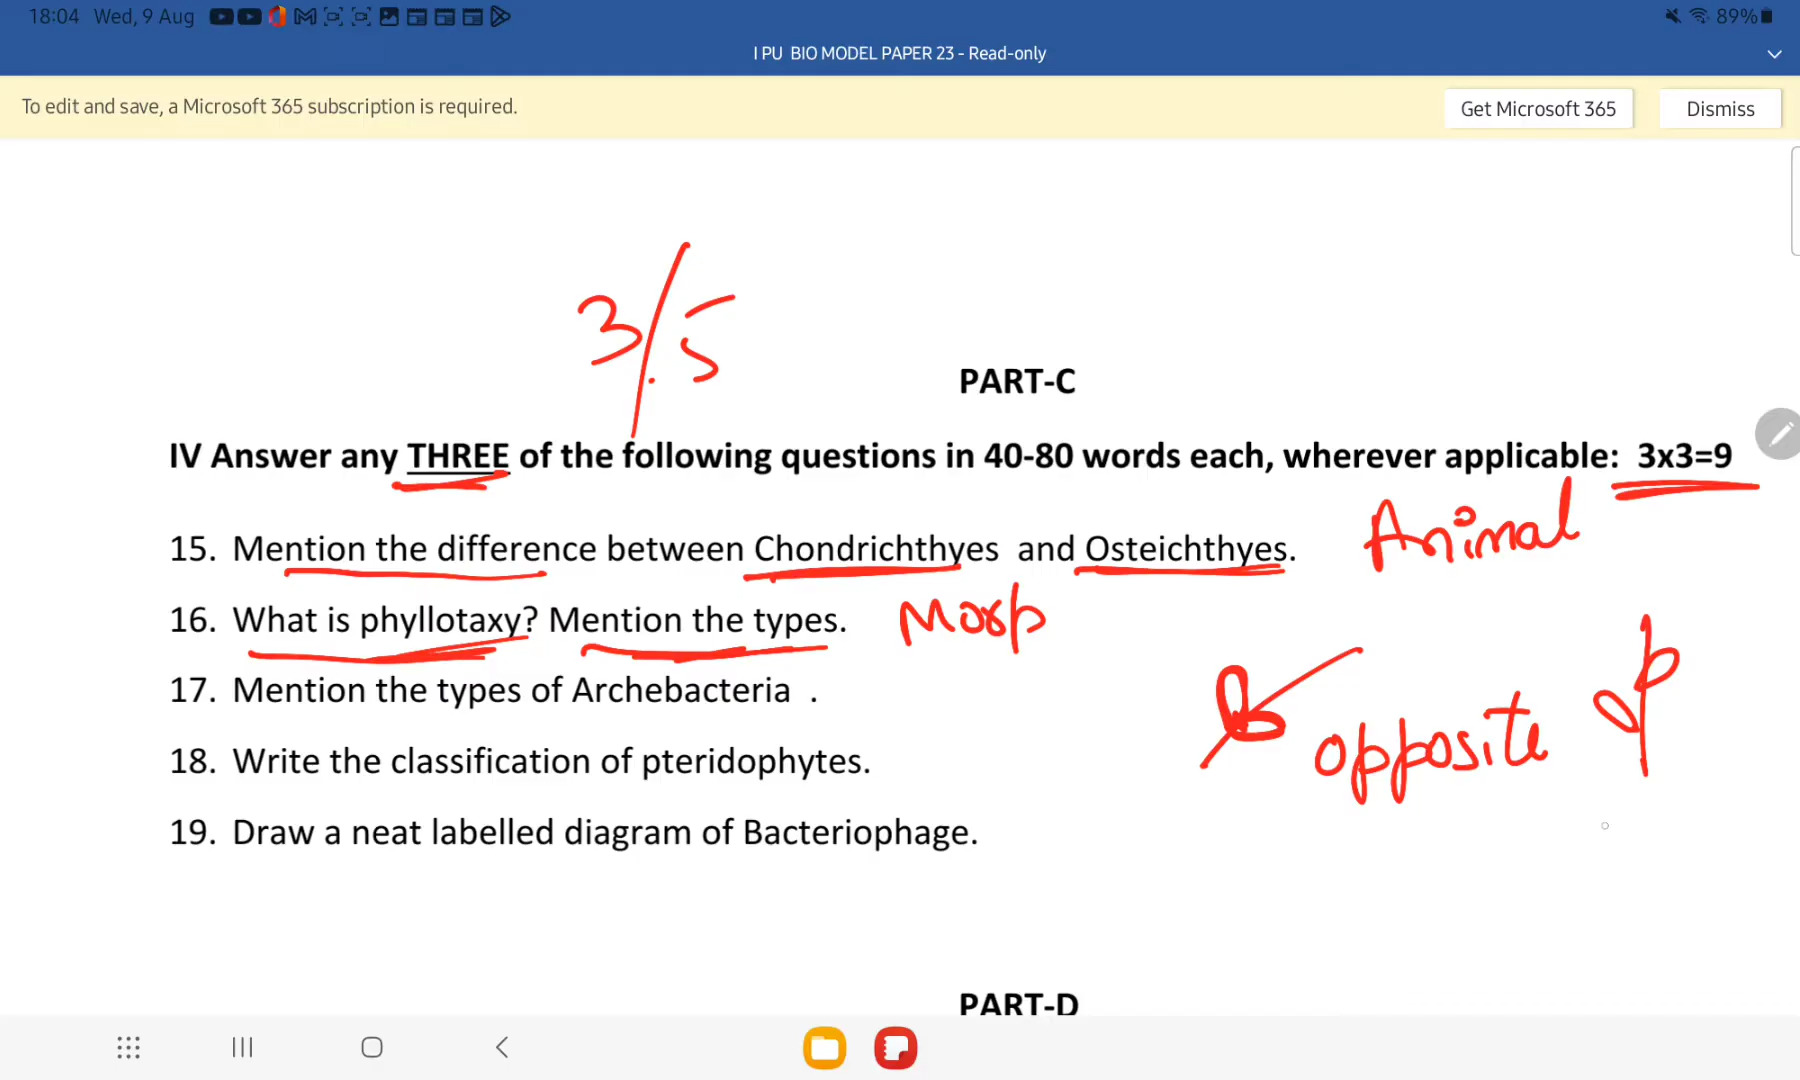 18:04 Wed, 9 Aug 89%
I PU BIO MODEL PAPER 23 - Read-only
To edit and save, a Microsoft 365 subscription is required. Get Microsoft 365 Dismiss
3/5
PART-C
IV Answer any THREE of the following questions in 40-80 words each, wherever applicable: 3x3=9
Animal
15. Mention the difference between Chondrichthyes and Osteichthyes.
16. What is phyllotaxy? Mention the types. Morp
17. Mention the types of Archebacteria .
opposite
18. Write the classification of pteridophytes.
19. Draw a neat labelled diagram of Bacteriophage.
PART-D